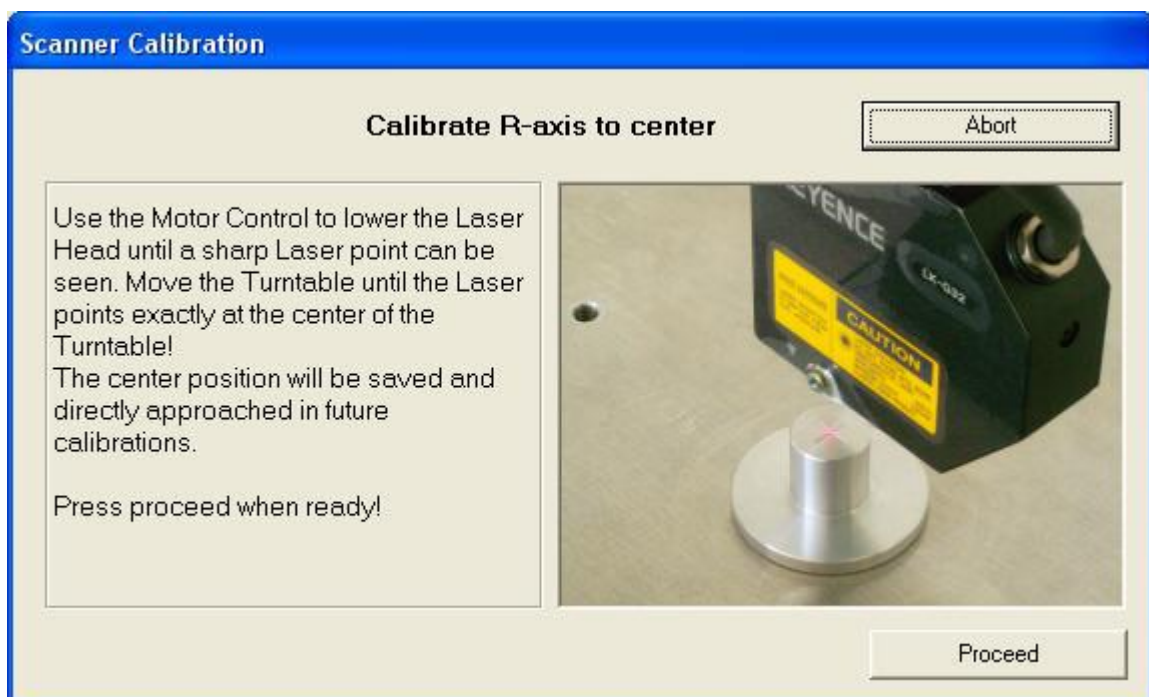 Scanner Calibration
Calibrate R-axis to center
Abort
Use the Motor Control to lower the Laser
Head until a sharp Laser point can be
seen. Move the Turntable until the Laser
points exactly at the center of the
Turntable!
The center position will be saved and
directly approached in future
calibrations.
Press proceed when ready!
KEYENCE
LK-032
CAUTION
Proceed